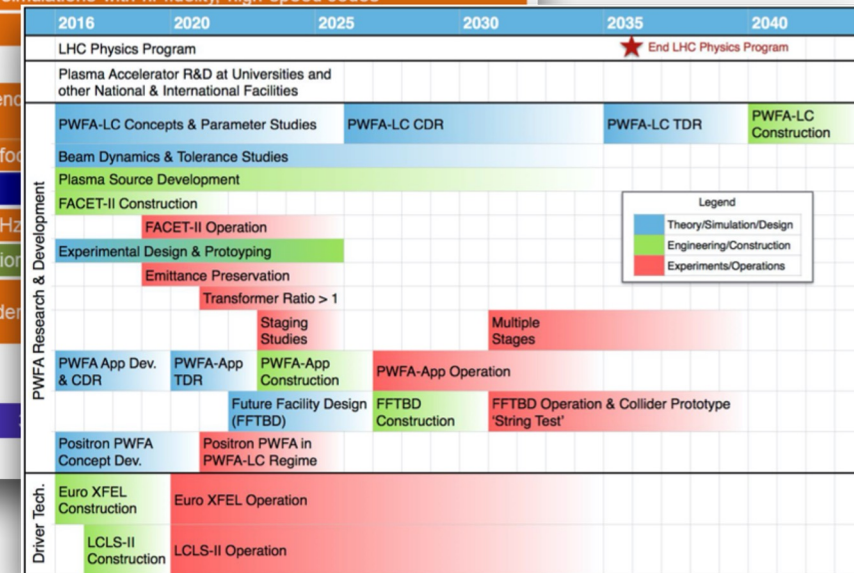 2016 2020 2025 2030 2035 2040
LHC Physics Program
End LHC Physics Program
Plasma Accelerator R&D at Universities and
other National & International Facilities
PWFA Research & Development
PWFA-LC Concepts & Parameter Studies
PWFA-LC CDR
PWFA-LC TDR
PWFA-LC
Construction
Beam Dynamics & Tolerance Studies
Plasma Source Development
FACET-II Construction
FACET-II Operation
Experimental Design & Protoyping
Emittance Preservation
Transformer Ratio > 1
Staging
Studies
Multiple
Stages
PWFA App Dev.
& CDR
PWFA-App
TDR
PWFA-App
Construction
PWFA-App Operation
Future Facility Design
(FFTBD)
FFTBD
Construction
FFTBD Operation & Collider Prototype
'String Test'
Positron PWFA
Concept Dev.
Positron PWFA in
PWFA-LC Regime
Legend
Theory/Simulation/Design
Engineering/Construction
Experiments/Operations
Driver Tech.
Euro XFEL
Construction
Euro XFEL Operation
LCLS-II
Construction
LCLS-II Operation